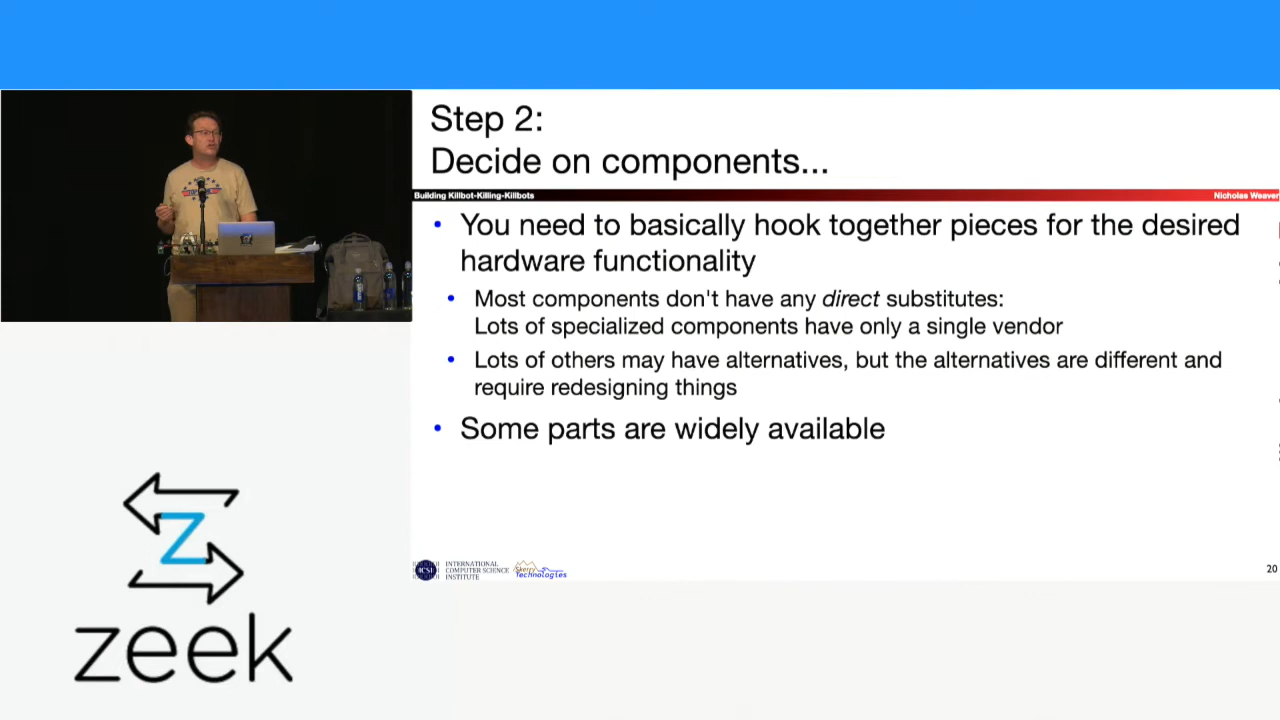 Step 2:
Decide on components...
Building Killbot-Killing-Killbots
Nicholas Weaver
• You need to basically hook together pieces for the desired
hardware functionality
• Most components don't have any direct substitutes:
Lots of specialized components have only a single vendor
• Lots of others may have alternatives, but the alternatives are different and
require redesigning things
• Some parts are widely available
ICSI
INTERNATIONAL
COMPUTER SCIENCE
INSTITUTE
Skerry
Technologies
20
Z
zeek